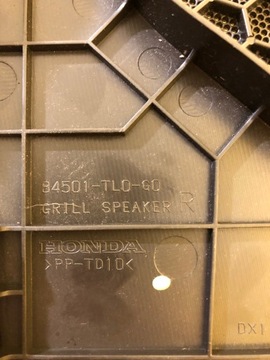 84501-TL0-G0
GRILL SPEAKER R
HONDA
>PP-TD10<
DX1